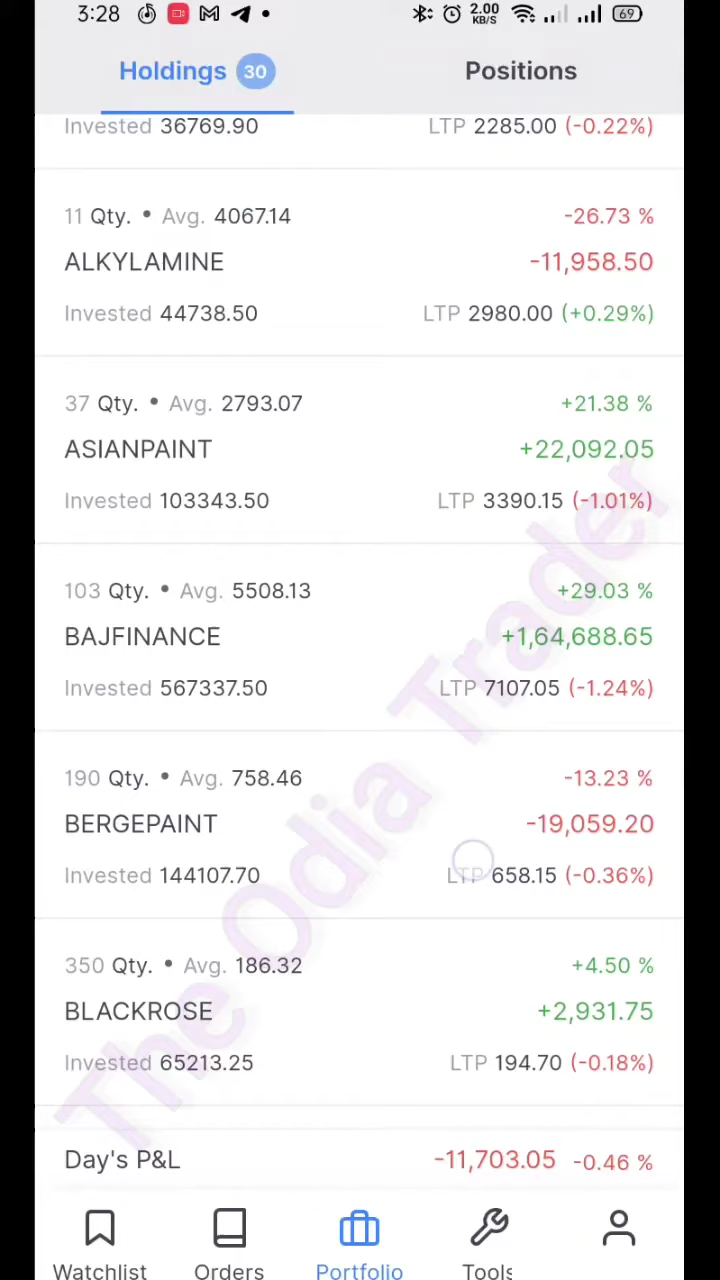 3:28 2.00 KB/S 69
Holdings 30 Positions
Invested 36769.90 LTP 2285.00 (-0.22%)
11 Qty. • Avg. 4067.14 -26.73 %
ALKYLAMINE -11,958.50
Invested 44738.50 LTP 2980.00 (+0.29%)
37 Qty. • Avg. 2793.07 +21.38 %
ASIANPAINT +22,092.05
Invested 103343.50 LTP 3390.15 (-1.01%)
103 Qty. • Avg. 5508.13 +29.03 %
BAJFINANCE +1,64,688.65
Invested 567337.50 LTP 7107.05 (-1.24%)
190 Qty. • Avg. 758.46 -13.23 %
BERGEPAINT -19,059.20
Invested 144107.70 LTP 658.15 (-0.36%)
350 Qty. • Avg. 186.32 +4.50 %
BLACKROSE +2,931.75
Invested 65213.25 LTP 194.70 (-0.18%)
The Odia Trader
Day's P&L -11,703.05 -0.46 %
Watchlist Orders Portfolio Tools